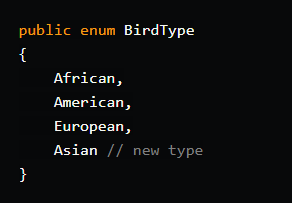 public enum BirdType
{
    African,
    American,
    European,
    Asian // new type
}